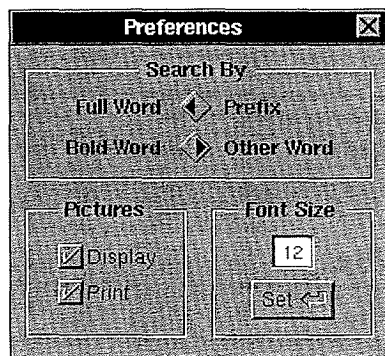 Preferences
Search By
Full Word Prefix
Bold Word Other Word
Pictures
Display
Print
Font Size
12
Set